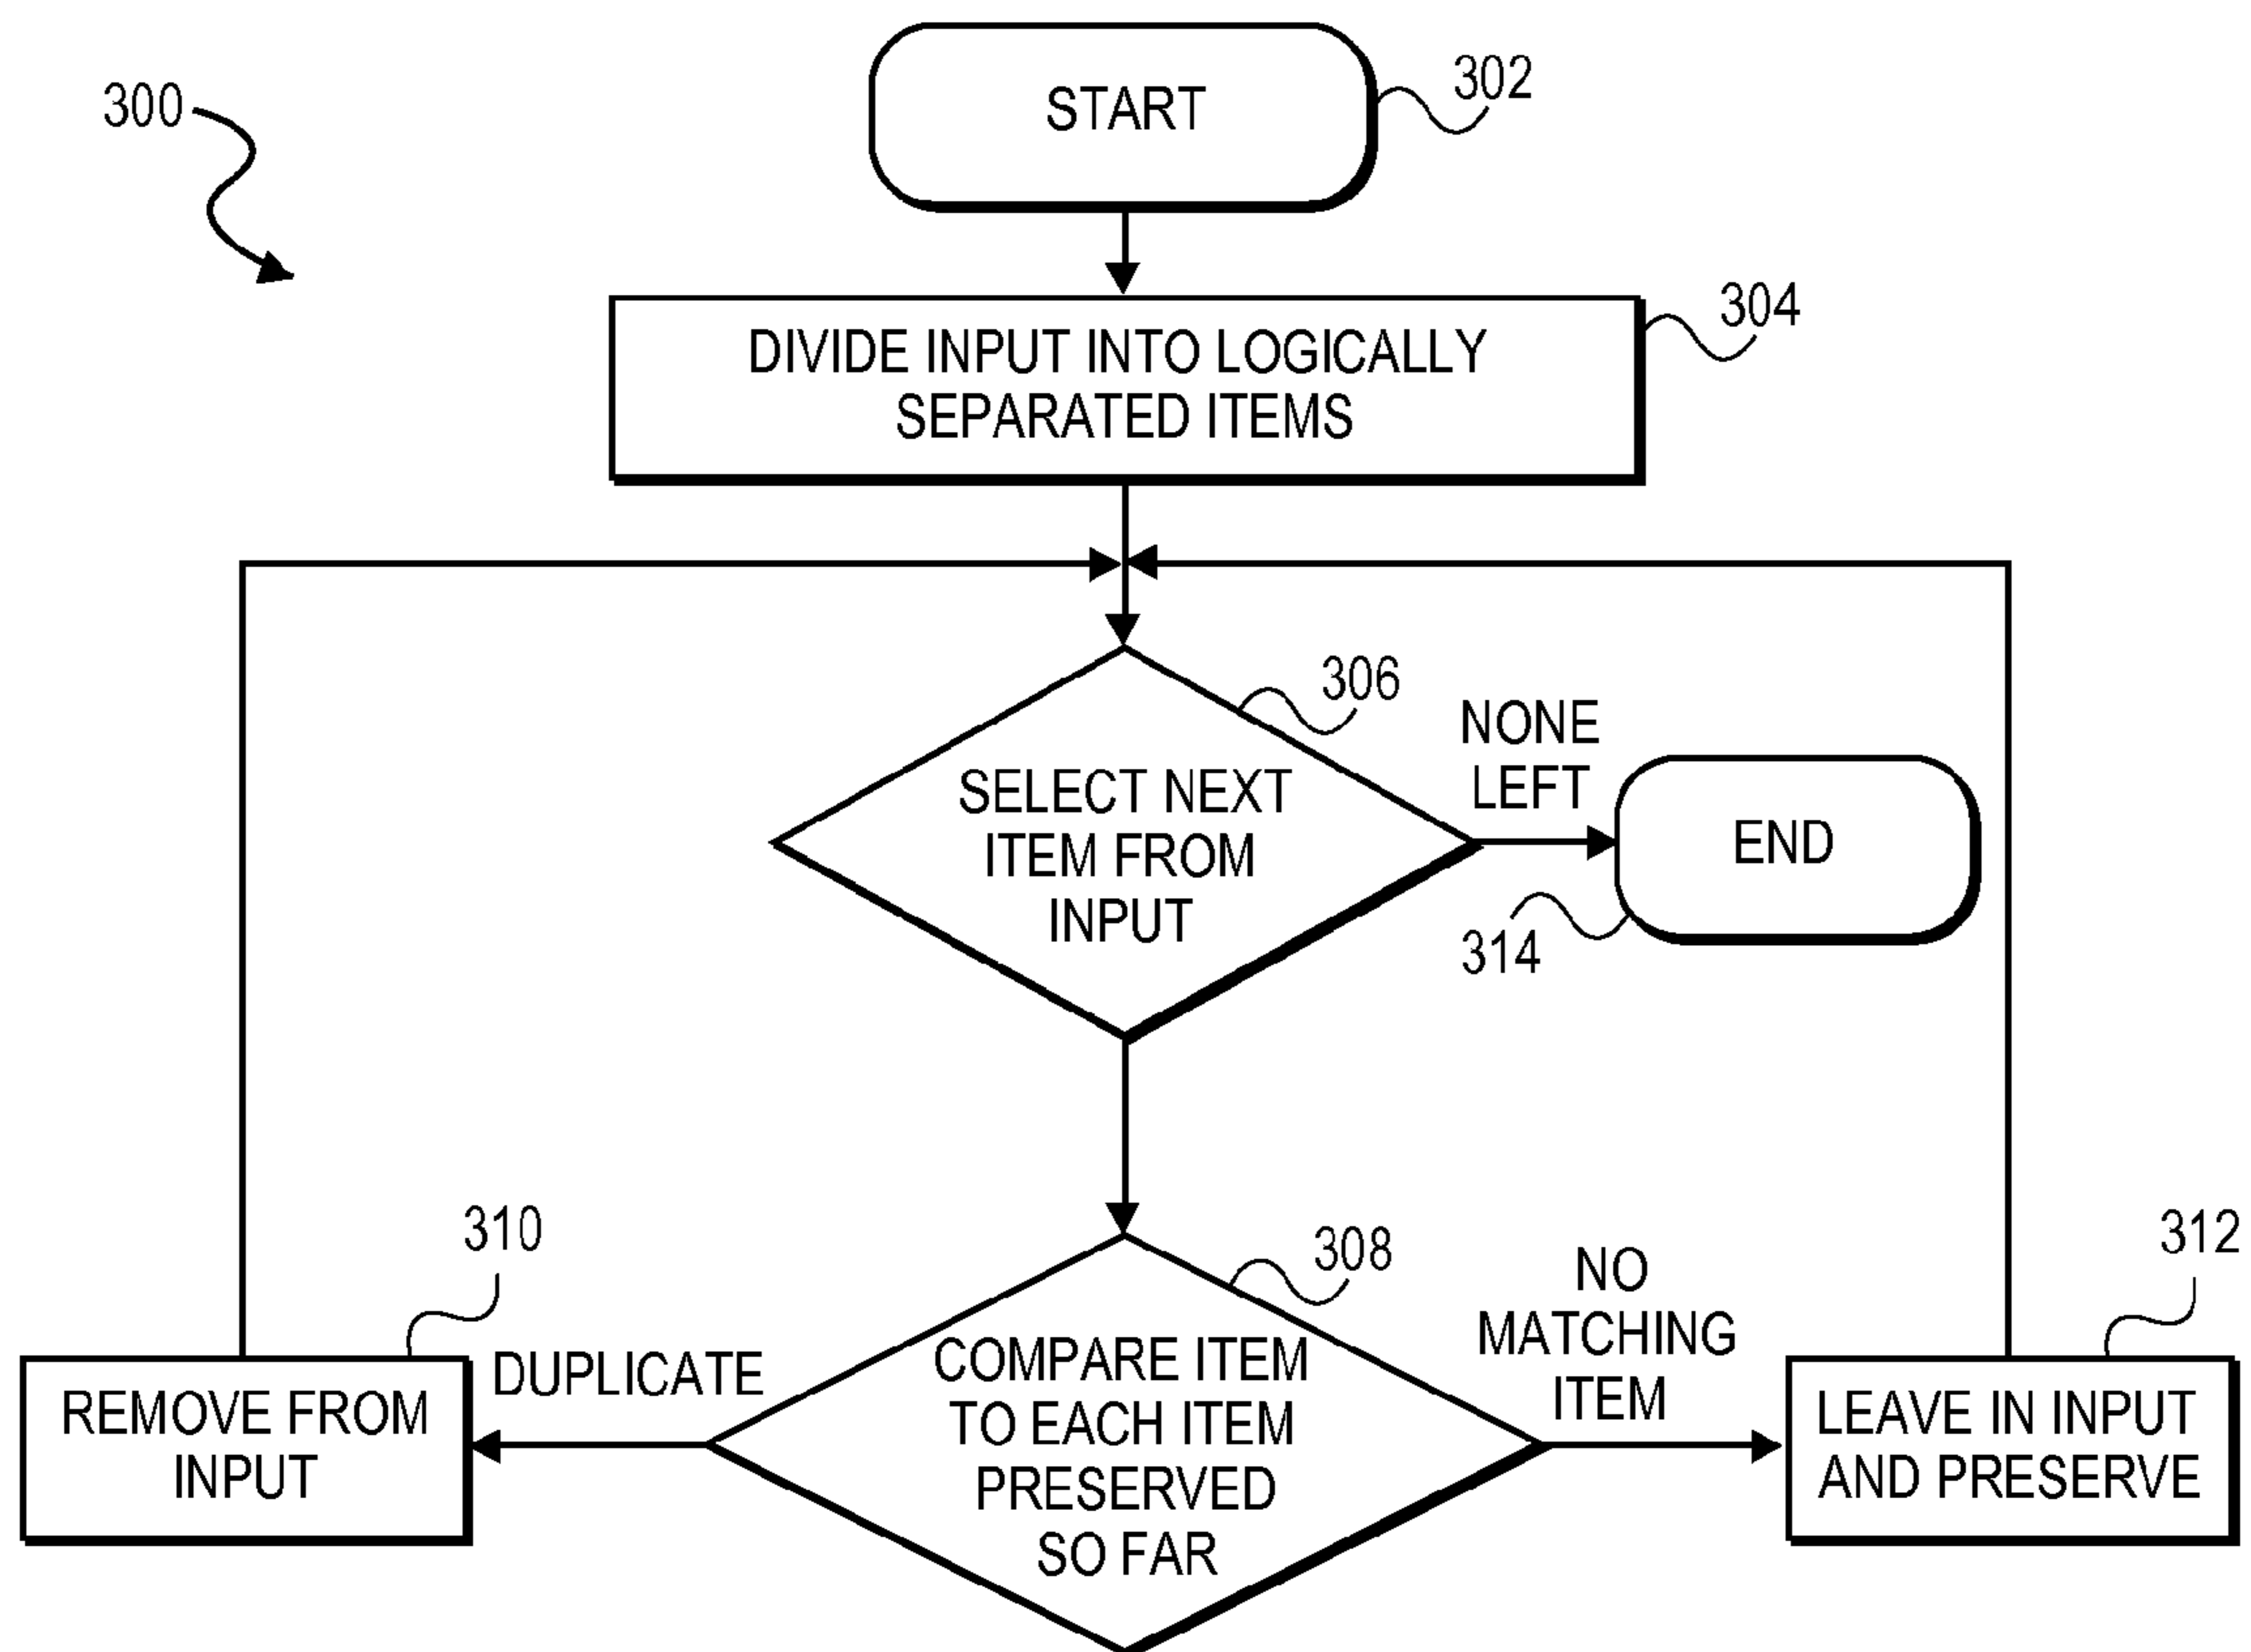 300
START
302
DIVIDE INPUT INTO LOGICALLY
SEPARATED ITEMS
304
306
SELECT NEXT
ITEM FROM
INPUT
NONE
LEFT
END
314
308
COMPARE ITEM
TO EACH ITEM
PRESERVED
SO FAR
DUPLICATE
310
REMOVE FROM
INPUT
NO
MATCHING
ITEM
312
LEAVE IN INPUT
AND PRESERVE